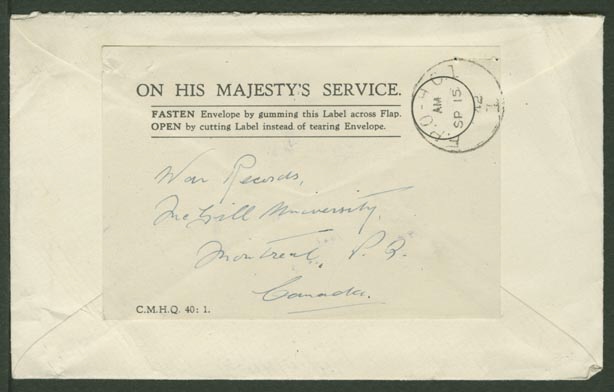 ON HIS MAJESTY'S SERVICE.
FASTEN Envelope by gumming this Label across Flap.
OPEN by cutting Label instead of tearing Envelope.
AM
SP 15
42
War Records,
McGill University,
Montreal, P. Q.
Canada.
C.M.H.Q. 40: 1.